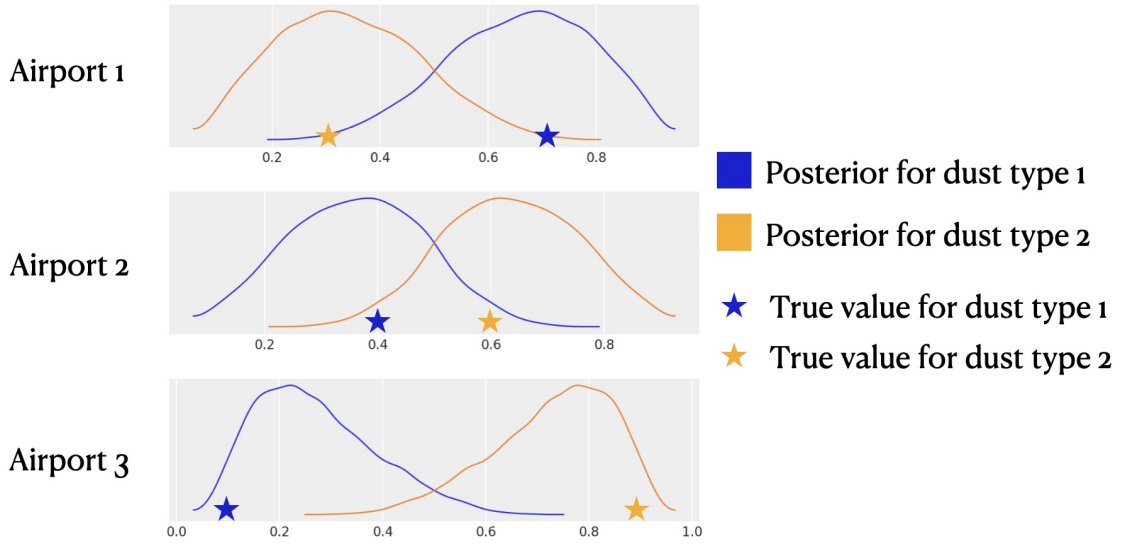 Airport 1
0.2 0.4 0.6 0.8
Airport 2
0.2 0.4 0.6 0.8
Airport 3
0.0 0.2 0.4 0.6 0.8 1.0
Posterior for dust type 1
Posterior for dust type 2
True value for dust type 1
True value for dust type 2